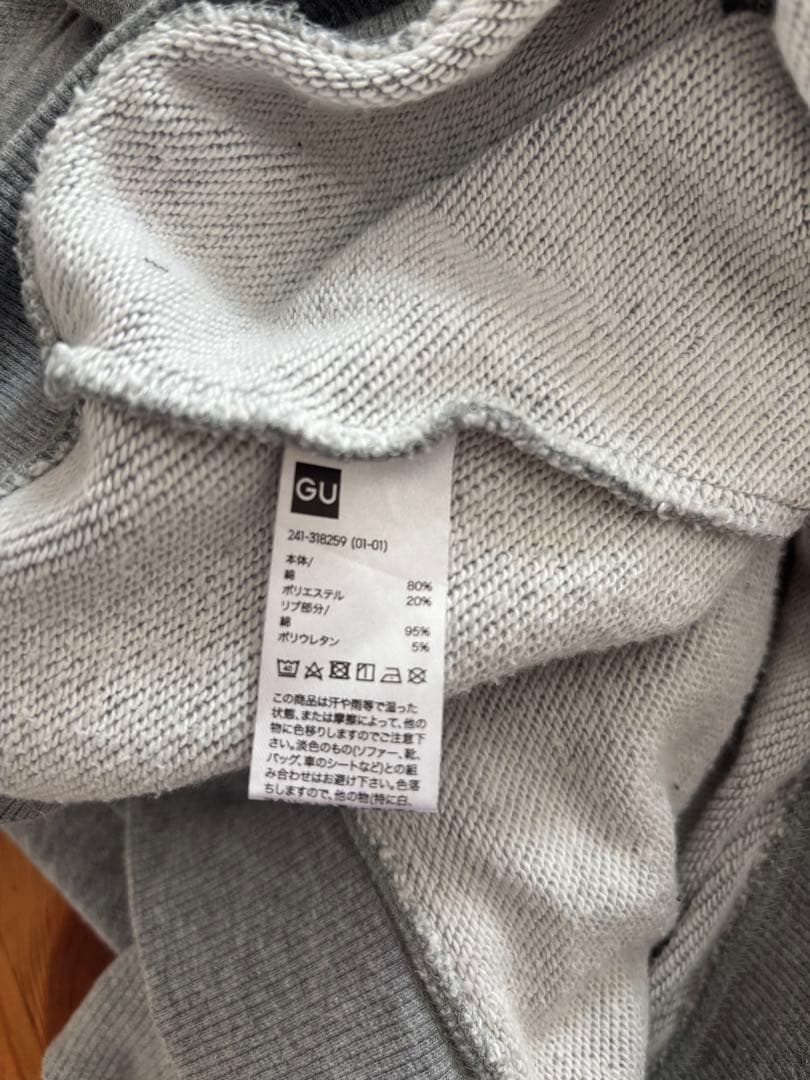 GU
241-318259 (01-01)
本体/
綿 80%
ポリエステル 20%
リブ部分/
綿 95%
ポリウレタン 5%
40
この商品は汗や雨等で湿った
状態、または摩擦によって、他の
物に色移りしますのでご注意下
さい。淡色のもの(ソファー、靴、
バッグ、車のシートなど)との組
み合わせはお避け下さい。色落
ちしますので、他の物(特に白、